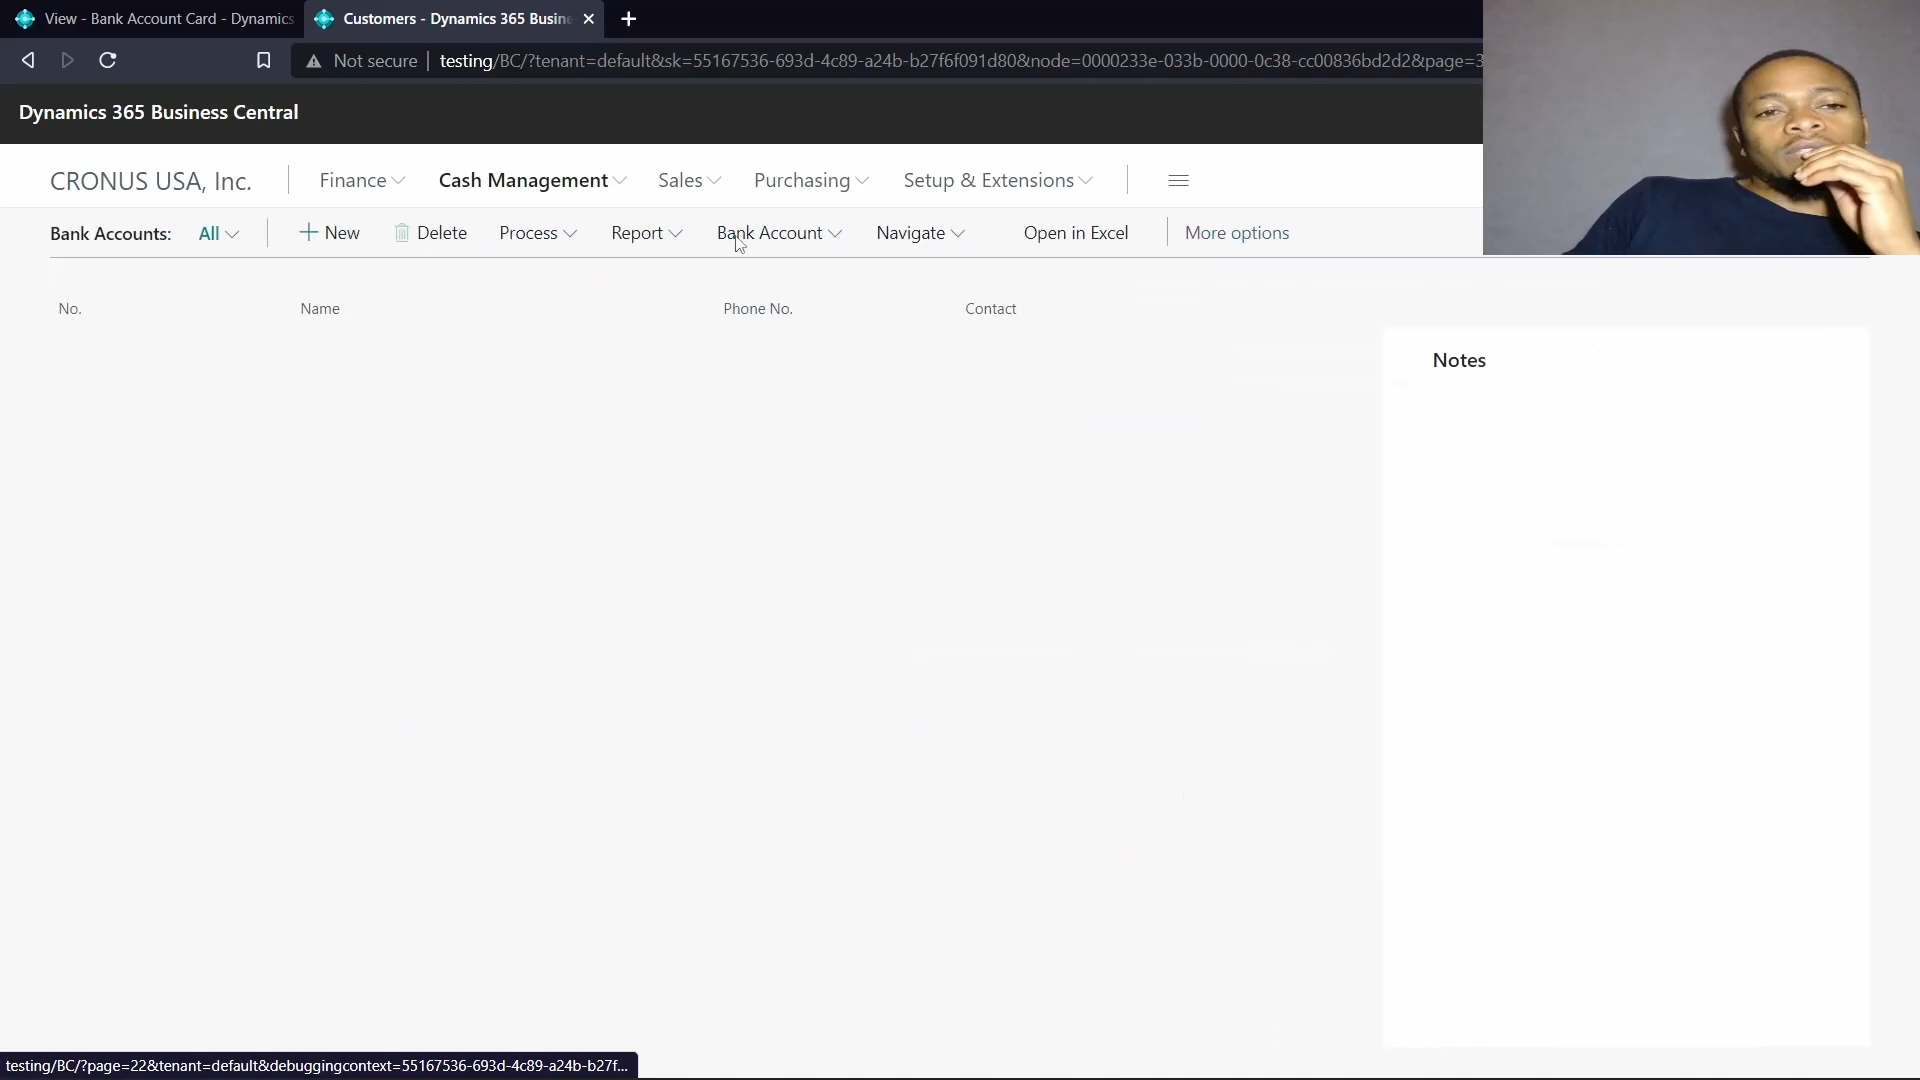 View - Bank Account Card - Dynamics
Customers - Dynamics 365 Busin
Not secure
testing/BC/?tenant=default&sk=55167536-693d-4c89-a24b-b27f6f091d80&node=0000233e-033b-0000-0c38-cc00836bd2d2&page=3
Dynamics 365 Business Central
CRONUS USA, Inc.
Finance
Cash Management
Sales
Purchasing
Setup & Extensions
Bank Accounts:
All
New
Delete
Process
Report
Bank Account
Navigate
Open in Excel
More options
No.
Name
Phone No.
Contact
Notes
testing/BC/?page=22&tenant=default&debuggingcontext=55167536-693d-4c89-a24b-b27f...